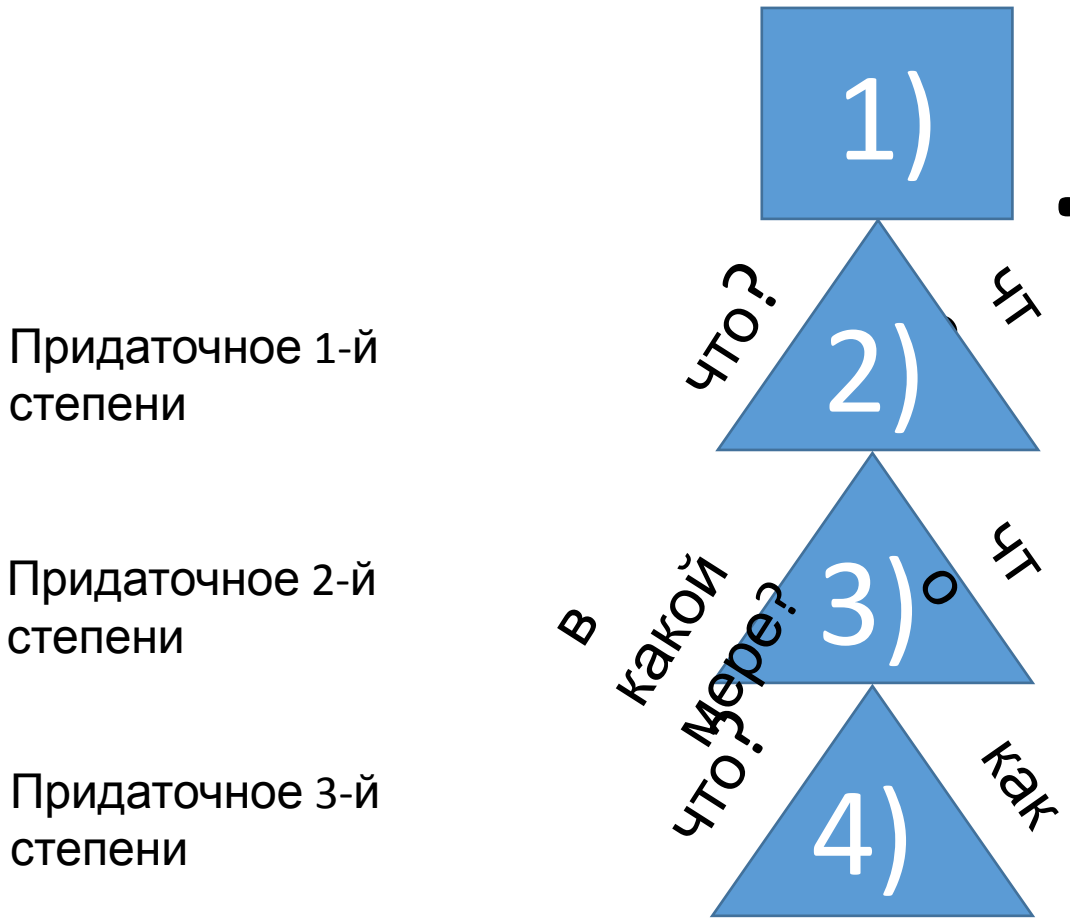 1)
что?
чт
о
Придаточное 1-й
степени
2)
в
какой
мере?
чт
о
Придаточное 2-й
степени
3)
что?
как
Придаточное 3-й
степени
4)